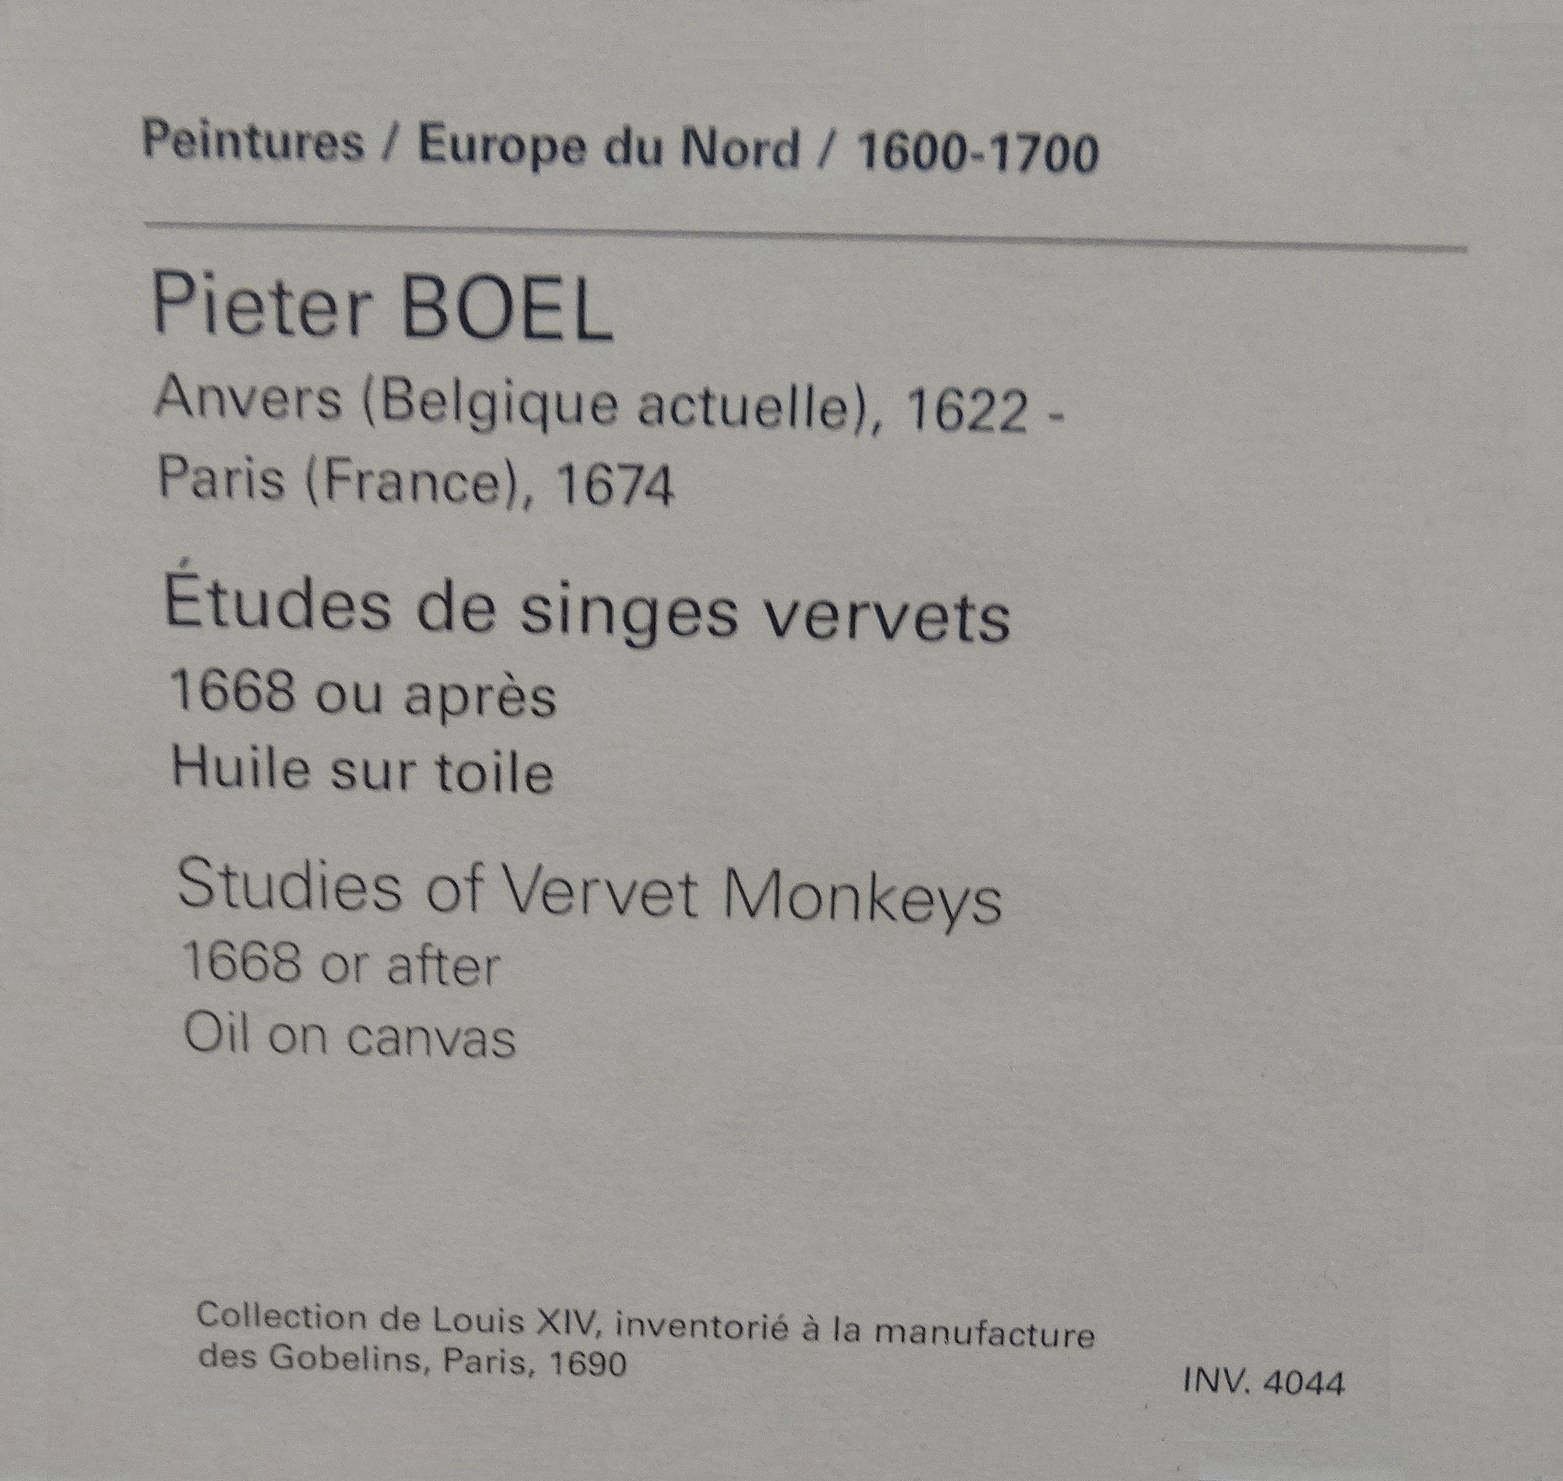 Peintures / Europe du Nord / 1600-1700
Pieter BOEL
Anvers (Belgique actuelle), 1622 -
Paris (France), 1674
Études de singes vervets
1668 ou après
Huile sur toile
Studies of Vervet Monkeys
1668 or after
Oil on canvas
Collection de Louis XIV, inventorié à la manufacture
des Gobelins, Paris, 1690
INV. 4044